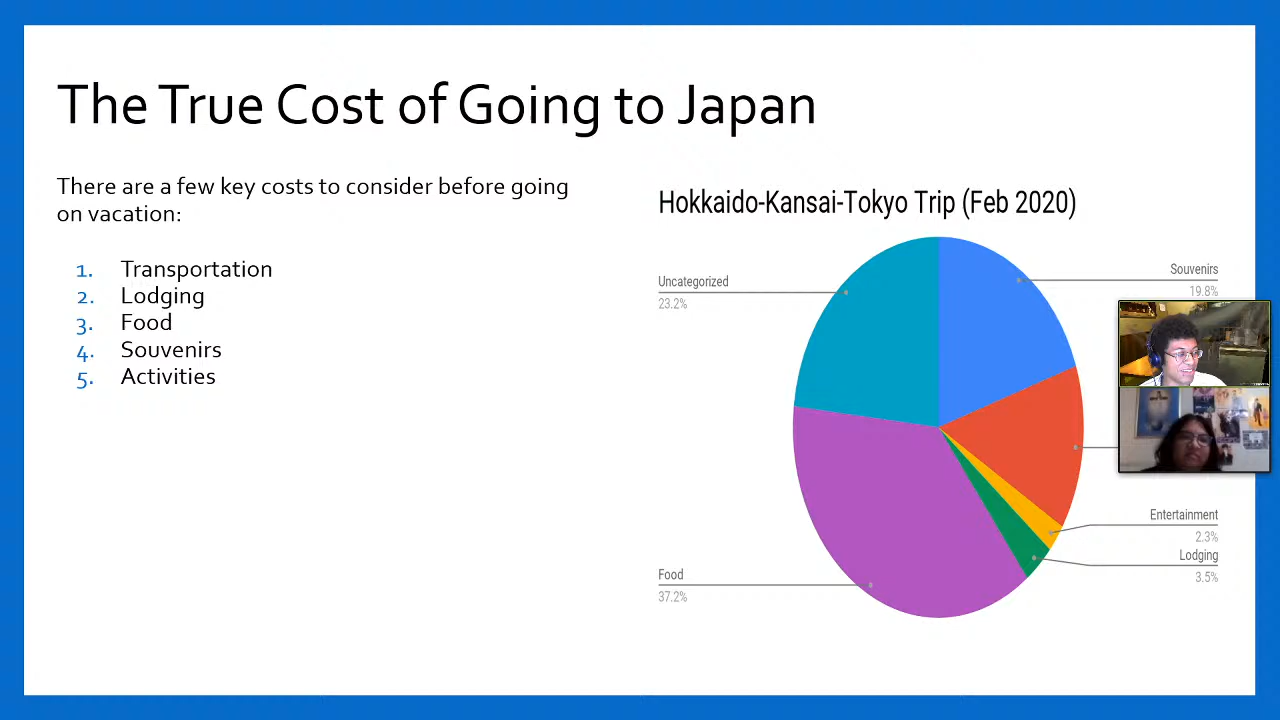 The True Cost of Going to Japan
There are a few key costs to consider before going
on vacation:
1. Transportation
2. Lodging
3. Food
4. Souvenirs
5. Activities
Hokkaido-Kansai-Tokyo Trip (Feb 2020)
Uncategorized
23.2%
Souvenirs
19.8%
Entertainment
2.3%
Lodging
3.5%
Food
37.2%